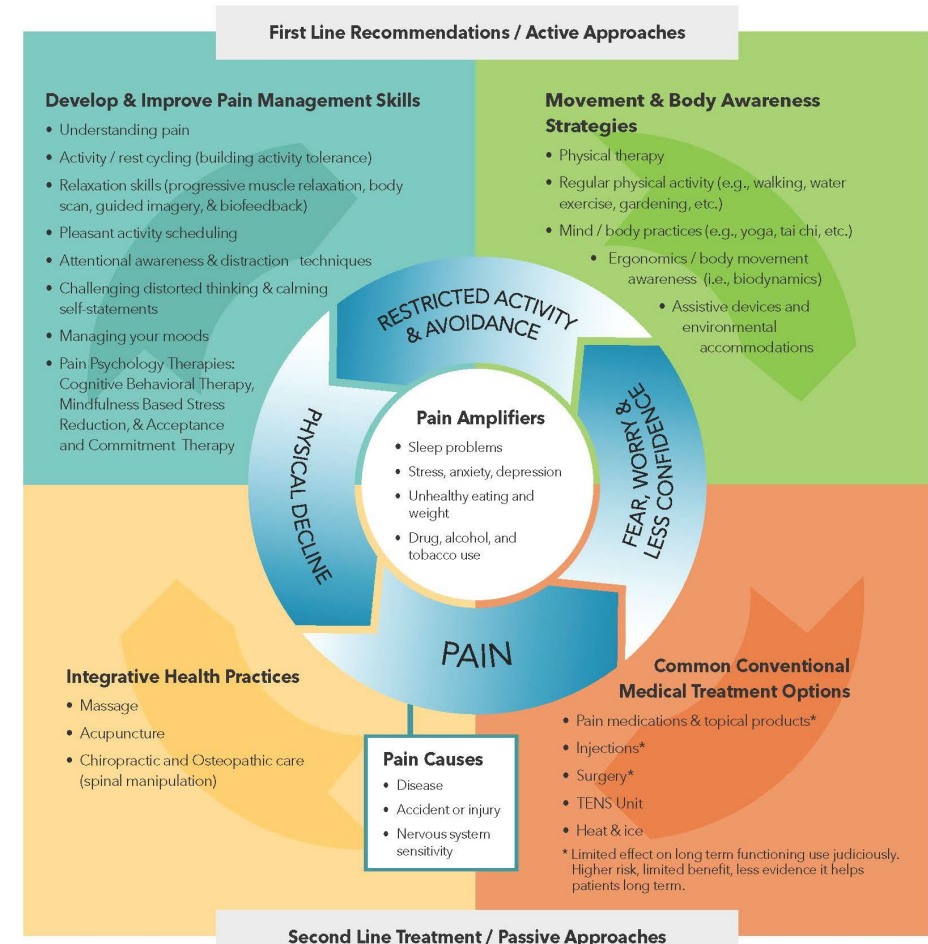 First Line Recommendations / Active Approaches
Develop & Improve Pain Management Skills
• Understanding pain
• Activity / rest cycling (building activity tolerance)
• Relaxation skills (progressive muscle relaxation, body
scan, guided imagery, & biofeedback)
• Pleasant activity scheduling
• Attentional awareness & distraction techniques
• Challenging distorted thinking & calming
self-statements
• Managing your moods
• Pain Psychology Therapies:
Cognitive Behavioral Therapy,
Mindfulness Based Stress
Reduction, & Acceptance
and Commitment Therapy
Movement & Body Awareness
Strategies
• Physical therapy
• Regular physical activity (e.g., walking, water
exercise, gardening, etc.)
• Mind / body practices (e.g., yoga, tai chi, etc.)
• Ergonomics / body movement
awareness (i.e., biodynamics)
• Assistive devices and
environmental
accommodations
RESTRICTED ACTIVITY
& AVOIDANCE
FEAR, WORRY &
LESS CONFIDENCE
PAIN
PHYSICAL DECLINE
Pain Amplifiers
• Sleep problems
• Stress, anxiety, depression
• Unhealthy eating and
weight
• Drug, alcohol, and
tobacco use
Integrative Health Practices
• Massage
• Acupuncture
• Chiropractic and Osteopathic care
(spinal manipulation)
Pain Causes
• Disease
• Accident or injury
• Nervous system
sensitivity
Common Conventional
Medical Treatment Options
• Pain medications & topical products*
• Injections*
• Surgery*
• TENS Unit
• Heat & ice
* Limited effect on long term functioning use judiciously.
Higher risk, limited benefit, less evidence it helps
patients long term.
Second Line Treatment / Passive Approaches